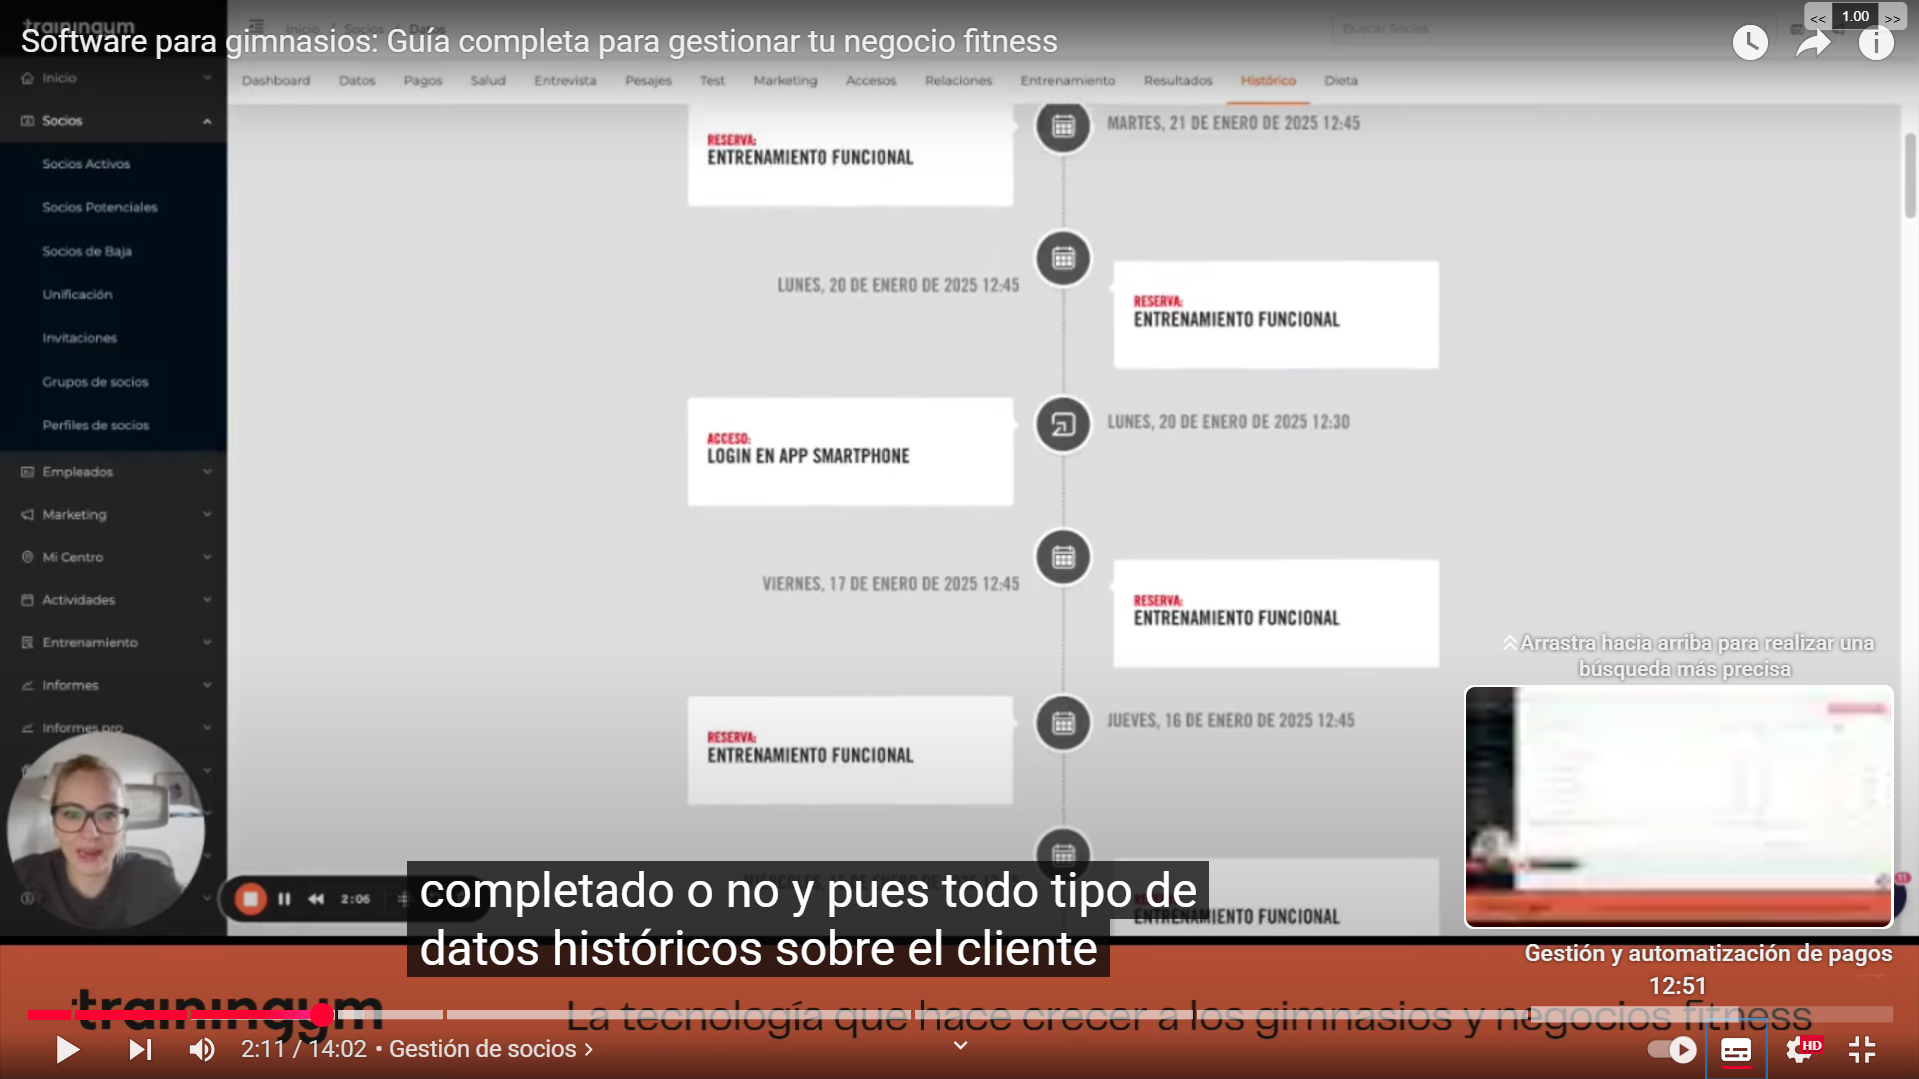 trainingym
Inicio / Socios / Datos
Buscar Socios
<< 1.00 >>
Software para gimnasios: Guía completa para gestionar tu negocio fitness
Inicio
Socios
Socios Activos
Socios Potenciales
Socios de Baja
Unificación
Invitaciones
Grupos de socios
Perfiles de socios
Empleados
Marketing
Mi Centro
Actividades
Entrenamiento
Informes
Informes pro
Dashboard Datos Pagos Salud Entrevista Pesajes Test Marketing Accesos Relaciones Entrenamiento Resultados Histórico Dieta
RESERVA:
ENTRENAMIENTO FUNCIONAL
MARTES, 21 DE ENERO DE 2025 12:45
LUNES, 20 DE ENERO DE 2025 12:45
RESERVA:
ENTRENAMIENTO FUNCIONAL
ACCESO:
LOGIN EN APP SMARTPHONE
LUNES, 20 DE ENERO DE 2025 12:30
VIERNES, 17 DE ENERO DE 2025 12:45
RESERVA:
ENTRENAMIENTO FUNCIONAL
RESERVA:
ENTRENAMIENTO FUNCIONAL
JUEVES, 16 DE ENERO DE 2025 12:45
ENTRENAMIENTO FUNCIONAL
Arrastra hacia arriba para realizar una
búsqueda más precisa
Gestión y automatización de pagos
12:51
11
2:06
completado o no y pues todo tipo de
datos históricos sobre el cliente
trainingym
La tecnología que hace crecer a los gimnasios y negocios fitness
2:11 / 14:02 • Gestión de socios >
HD